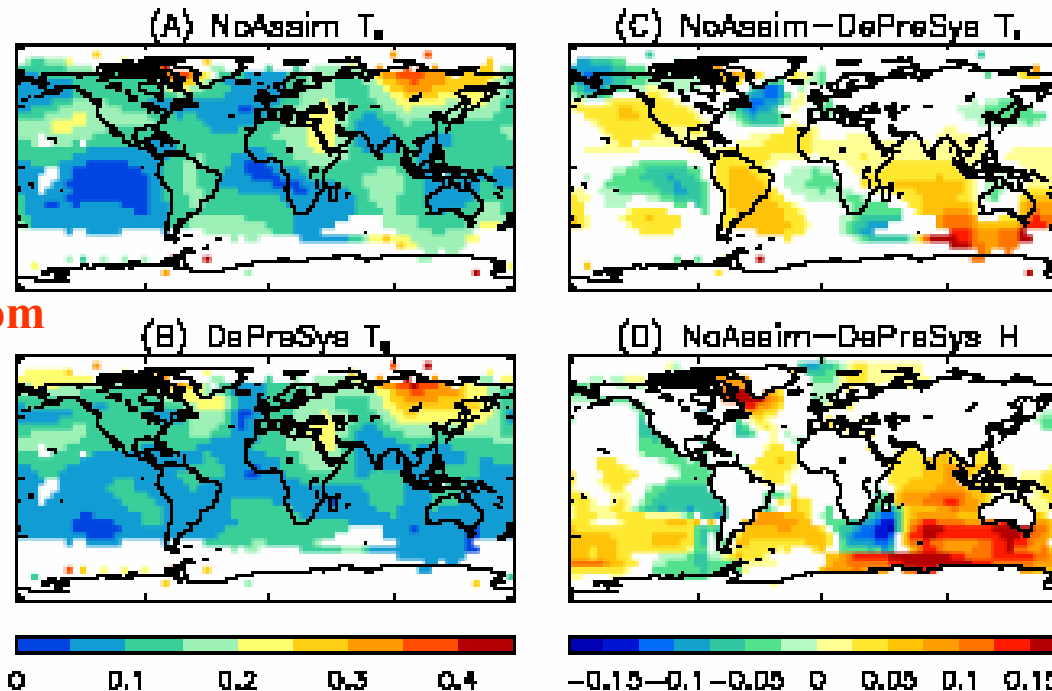 (A) NoAssim Ts
(C) NoAssim-DePreSys Ts
om
(B) DePreSys Ts
(D) NoAssim-DePreSys H
0 0.1 0.2 0.3 0.4
-0.15-0.1-0.05 0 0.05 0.1 0.15